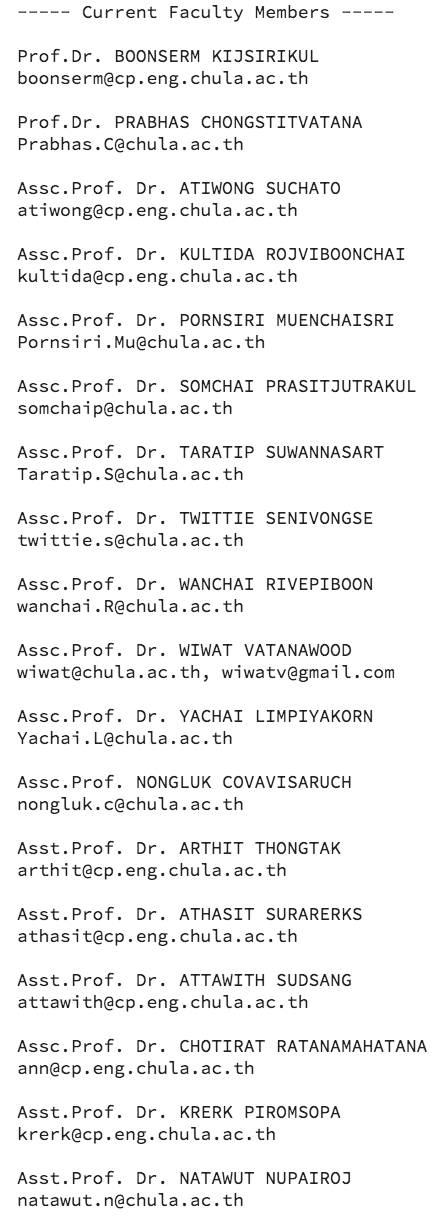 ----- Current Faculty Members -----
Prof.Dr. BOONSERM KIJSIRIKUL
boonserm@cp.eng.chula.ac.th
Prof.Dr. PRABHAS CHONGSTITVATANA
Prabhas.C@chula.ac.th
Assc.Prof. Dr. ATIWONG SUCHATO
atiwong@cp.eng.chula.ac.th
Assc.Prof. Dr. KULTIDA ROJVIBOONCHAI
kultida@cp.eng.chula.ac.th
Assc.Prof. Dr. PORNSIRI MUENCHAISRI
Pornsiri.Mu@chula.ac.th
Assc.Prof. Dr. SOMCHAI PRASITJUTRAKUL
somchaip@chula.ac.th
Assc.Prof. Dr. TARATIP SUWANNASART
Taratip.S@chula.ac.th
Assc.Prof. Dr. TWITTIE SENIVONGSE
twittie.s@chula.ac.th
Assc.Prof. Dr. WANCHAI RIVEPIBOON
wanchai.R@chula.ac.th
Assc.Prof. Dr. WIWAT VATANAWOOD
wiwat@chula.ac.th, wiwatv@gmail.com
Assc.Prof. Dr. YACHAI LIMPIYAKORN
Yachai.L@chula.ac.th
Assc.Prof. NONGLUK COVAVISARUCH
nongluk.c@chula.ac.th
Asst.Prof. Dr. ARTHIT THONGTAK
arthit@cp.eng.chula.ac.th
Asst.Prof. Dr. ATHASIT SURARERKS
athasit@cp.eng.chula.ac.th
Asst.Prof. Dr. ATTAWITH SUDSANG
attawith@cp.eng.chula.ac.th
Assc.Prof. Dr. CHOTIRAT RATANAMAHATANA
ann@cp.eng.chula.ac.th
Asst.Prof. Dr. KRERK PIROMSOPA
krerk@cp.eng.chula.ac.th
Asst.Prof. Dr. NATAWUT NUPAIROJ
natawut.n@chula.ac.th